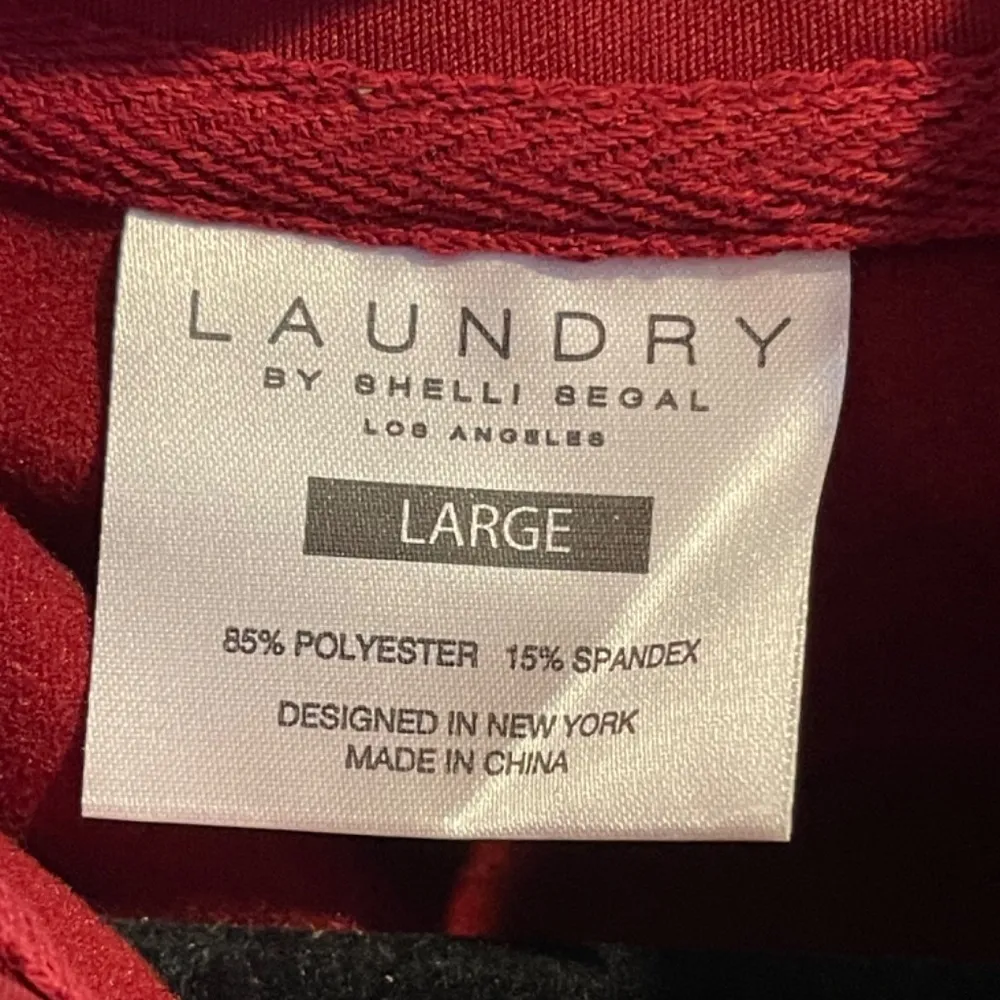 LAUNDRY
BY SHELLI SEGAL
LOS ANGELES
LARGE
85% POLYESTER 15% SPANDEX
DESIGNED IN NEW YORK
MADE IN CHINA